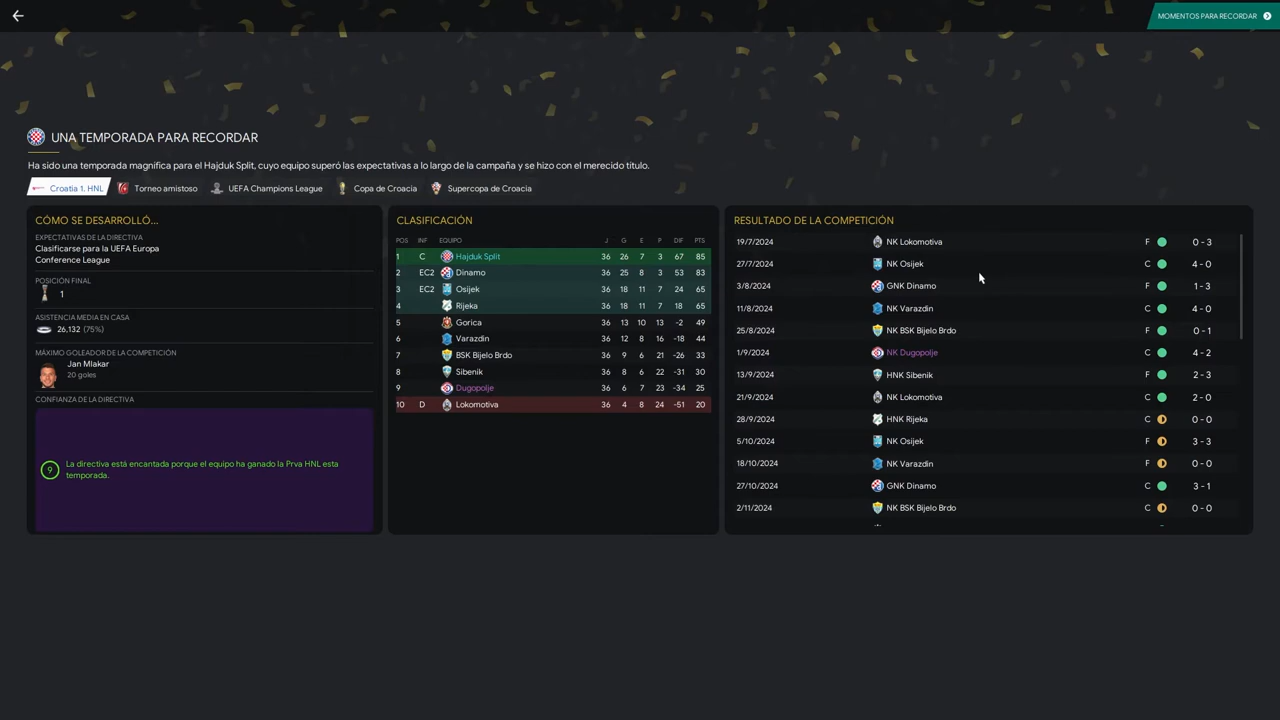 MOMENTOS PARA RECORDAR
UNA TEMPORADA PARA RECORDAR
Ha sido una temporada magnífica para el Hajduk Split, cuyo equipo superó las expectativas a lo largo de la campaña y se hizo con el merecido título.
Croatia 1. HNL Torneo amistoso UEFA Champions League Copa de Croacia Supercopa de Croacia
CÓMO SE DESARROLLÓ...
EXPECTATIVAS DE LA DIRECTIVA
Clasificarse para la UEFA Europa
Conference League
POSICIÓN FINAL
1
ASISTENCIA MEDIA EN CASA
26,132 (75%)
MÁXIMO GOLEADOR DE LA COMPETICIÓN
Jan Mlakar
20 goles
CONFIANZA DE LA DIRECTIVA
9 La directiva está encantada porque el equipo ha ganado la Prva HNL esta
temporada.
CLASIFICACIÓN
POS INF EQUIPO J G E P DIF PTS
1 C Hajduk Split 36 26 7 3 67 85
2 EC2 Dinamo 36 25 8 3 53 83
3 EC2 Osijek 36 18 11 7 24 65
4 Rijeka 36 18 11 7 18 65
5 Gorica 36 13 10 13 -2 49
6 Varazdin 36 12 8 16 -18 44
7 BSK Bijelo Brdo 36 9 6 21 -26 33
8 Sibenik 36 8 6 22 -31 30
9 Dugopolje 36 6 7 23 -34 25
10 D Lokomotiva 36 4 8 24 -51 20
RESULTADO DE LA COMPETICIÓN
19/7/2024 NK Lokomotiva F 0 - 3
27/7/2024 NK Osijek C 4 - 0
3/8/2024 GNK Dinamo F 1 - 3
11/8/2024 NK Varazdin C 4 - 0
25/8/2024 NK BSK Bijelo Brdo F 0 - 1
1/9/2024 NK Dugopolje C 4 - 2
13/9/2024 HNK Sibenik F 2 - 3
21/9/2024 NK Lokomotiva C 2 - 0
28/9/2024 HNK Rijeka C 0 - 0
5/10/2024 NK Osijek F 3 - 3
18/10/2024 NK Varazdin F 0 - 0
27/10/2024 GNK Dinamo C 3 - 1
2/11/2024 NK BSK Bijelo Brdo C 0 - 0